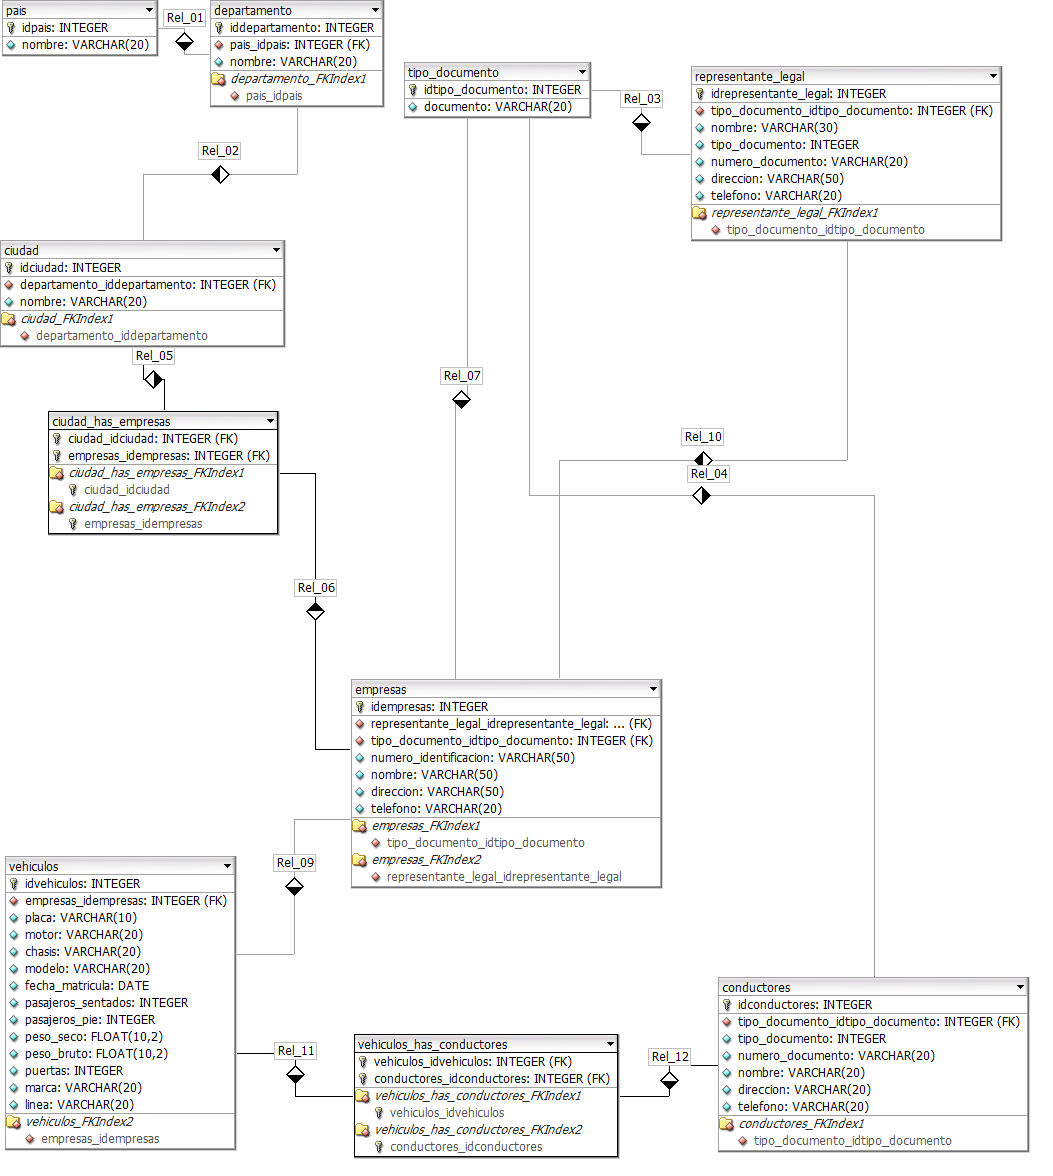 pais
idpais: INTEGER
nombre: VARCHAR(20)
Rel_01
departamento
iddepartamento: INTEGER
pais_idpais: INTEGER (FK)
nombre: VARCHAR(20)
departamento_FKIndex1
pais_idpais
tipo_documento
idtipo_documento: INTEGER
documento: VARCHAR(20)
Rel_03
representante_legal
idrepresentante_legal: INTEGER
tipo_documento_idtipo_documento: INTEGER (FK)
nombre: VARCHAR(30)
tipo_documento: INTEGER
numero_documento: VARCHAR(20)
direccion: VARCHAR(50)
telefono: VARCHAR(20)
representante_legal_FKIndex1
tipo_documento_idtipo_documento
Rel_02
ciudad
idciudad: INTEGER
departamento_iddepartamento: INTEGER (FK)
nombre: VARCHAR(20)
ciudad_FKIndex1
departamento_iddepartamento
Rel_05
Rel_07
ciudad_has_empresas
ciudad_idciudad: INTEGER (FK)
empresas_idempresas: INTEGER (FK)
ciudad_has_empresas_FKIndex1
ciudad_idciudad
ciudad_has_empresas_FKIndex2
empresas_idempresas
Rel_10
Rel_04
Rel_06
empresas
idempresas: INTEGER
representante_legal_idrepresentante_legal: ... (FK)
tipo_documento_idtipo_documento: INTEGER (FK)
numero_identificacion: VARCHAR(50)
nombre: VARCHAR(50)
direccion: VARCHAR(50)
telefono: VARCHAR(20)
empresas_FKIndex1
tipo_documento_idtipo_documento
empresas_FKIndex2
representante_legal_idrepresentante_legal
Rel_09
vehiculos
idvehiculos: INTEGER
empresas_idempresas: INTEGER (FK)
placa: VARCHAR(10)
motor: VARCHAR(20)
chasis: VARCHAR(20)
modelo: VARCHAR(20)
fecha_matricula: DATE
pasajeros_sentados: INTEGER
pasajeros_pie: INTEGER
peso_seco: FLOAT(10,2)
peso_bruto: FLOAT(10,2)
puertas: INTEGER
marca: VARCHAR(20)
linea: VARCHAR(20)
vehiculos_FKIndex2
empresas_idempresas
Rel_11
vehiculos_has_conductores
vehiculos_idvehiculos: INTEGER (FK)
conductores_idconductores: INTEGER (FK)
vehiculos_has_conductores_FKIndex1
vehiculos_idvehiculos
vehiculos_has_conductores_FKIndex2
conductores_idconductores
Rel_12
conductores
idconductores: INTEGER
tipo_documento_idtipo_documento: INTEGER (FK)
tipo_documento: INTEGER
numero_documento: VARCHAR(20)
nombre: VARCHAR(20)
direccion: VARCHAR(20)
telefono: VARCHAR(20)
conductores_FKIndex1
tipo_documento_idtipo_documento